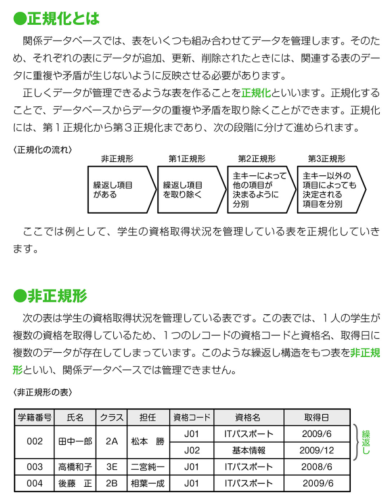 ●正規化とは
関係データベースでは、表をいくつも組み合わせてデータを管理します。そのた
め、それぞれの表にデータが追加、更新、削除されたときには、関連する表のデー
タに重複や矛盾が生じないように反映させる必要があります。
正しくデータが管理できるような表を作ることを正規化といいます。正規化する
ことで、データベースからデータの重複や矛盾を取り除くことができます。正規化
には、第1正規化から第3正規化まであり、次の段階に分けて進められます。
〈正規化の流れ〉
非正規形 第1正規形 第2正規形 第3正規形
繰返し項目
がある
繰返し項目
を取り除く
主キーによって
他の項目が
決まるように
分別
主キー以外の
項目によっても
決定される
項目を分別
ここでは例として、学生の資格取得状況を管理している表を正規化していき
ます。
●非正規形
次の表は学生の資格取得状況を管理している表です。この表では、1人の学生が
複数の資格を取得しているため、1つのレコードの資格コードと資格名、取得日に
複数のデータが存在してしまっています。このような繰返し構造をもつ表を非正規
形といい、関係データベースでは管理できません。
〈非正規形の表〉
学籍番号 氏名 クラス 担任 資格コード 資格名 取得日
002 田中一郎 2A 松本 勝 J01 ITパスポート 2009/6
J02 基本情報 2009/12
繰返し
003 高橋和子 3E 二宮純一 J01 ITパスポート 2008/6
004 後藤 正 2B 相葉一成 J01 ITパスポート 2009/6